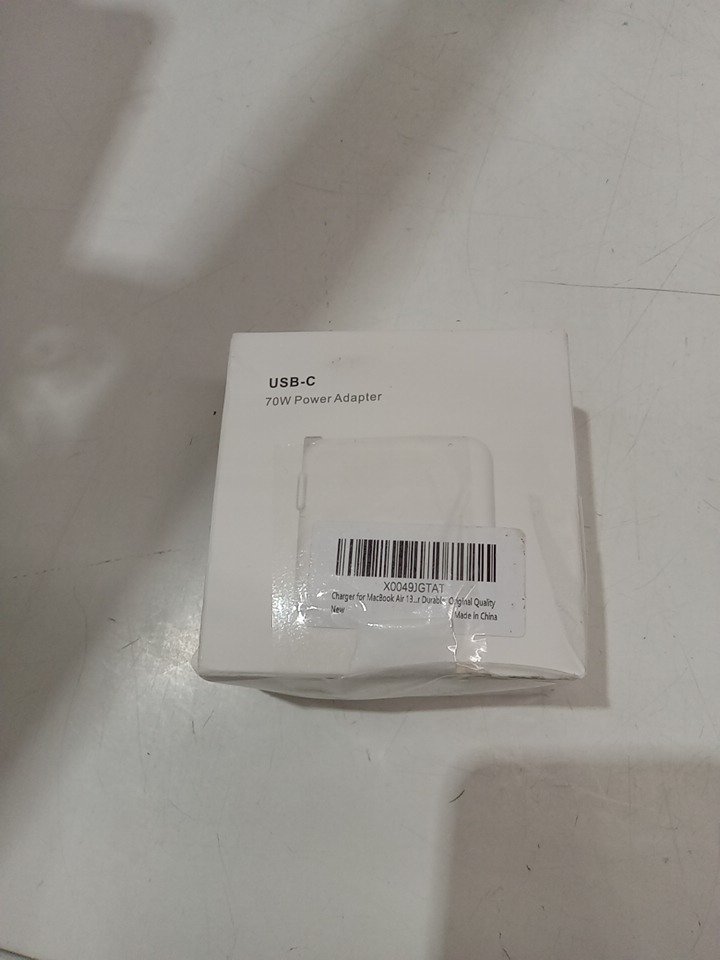 USB-C
70W Power Adapter
X0049JGTAT
Charger for MacBook Air 13...r Durable Original Quality
New
Made in China